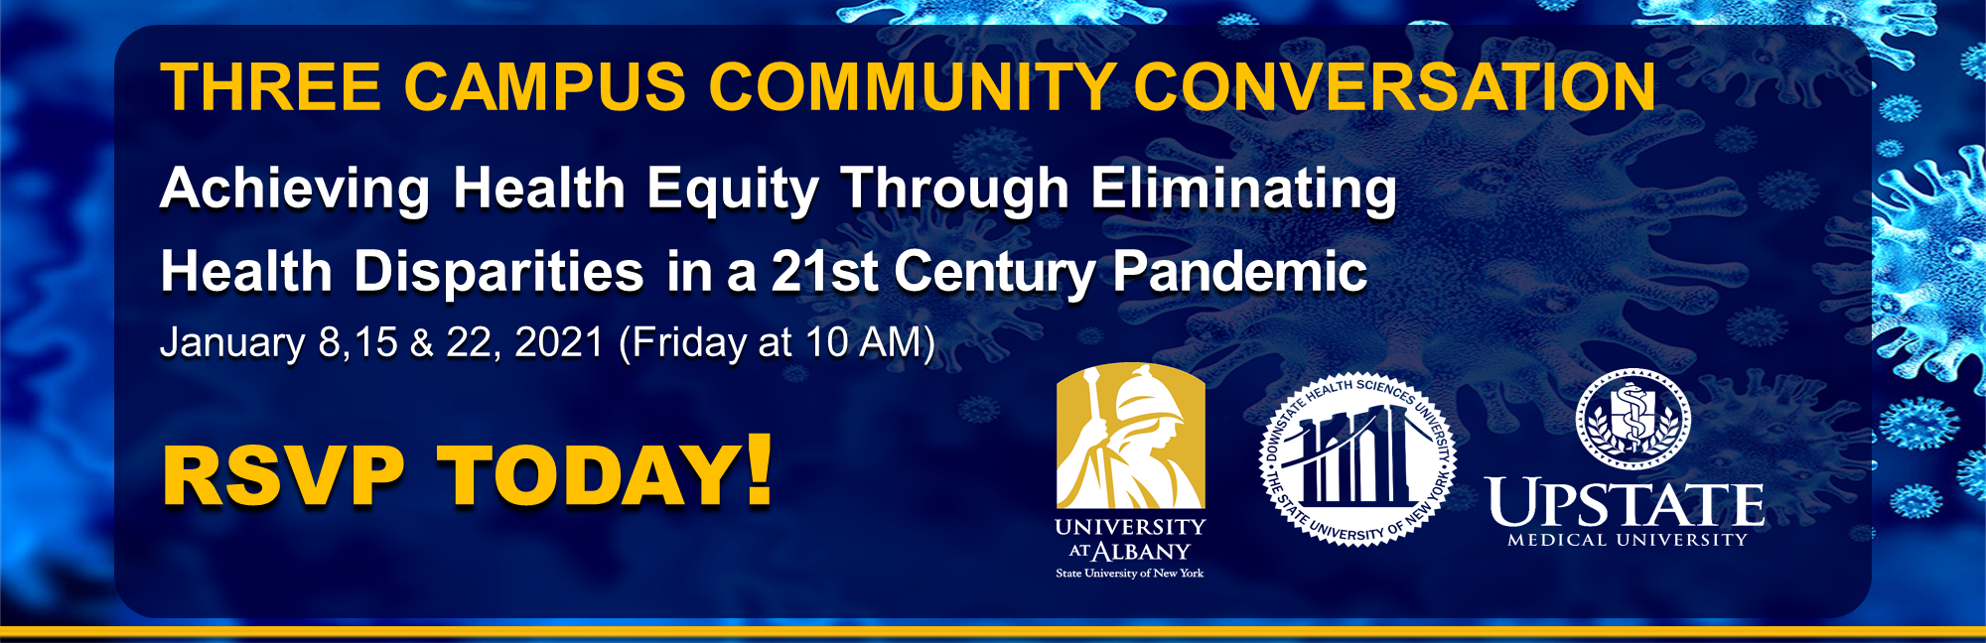 THREE CAMPUS COMMUNITY CONVERSATION
Achieving Health Equity Through Eliminating
Health Disparities in a 21st Century Pandemic
January 8,15 & 22, 2021 (Friday at 10 AM)
RSVP TODAY!
UNIVERSITY
AT ALBANY
State University of New York
• DOWNSTATE HEALTH SCIENCES UNIVERSITY •
THE STATE UNIVERSITY OF NEW YORK
UPSTATE
MEDICAL UNIVERSITY